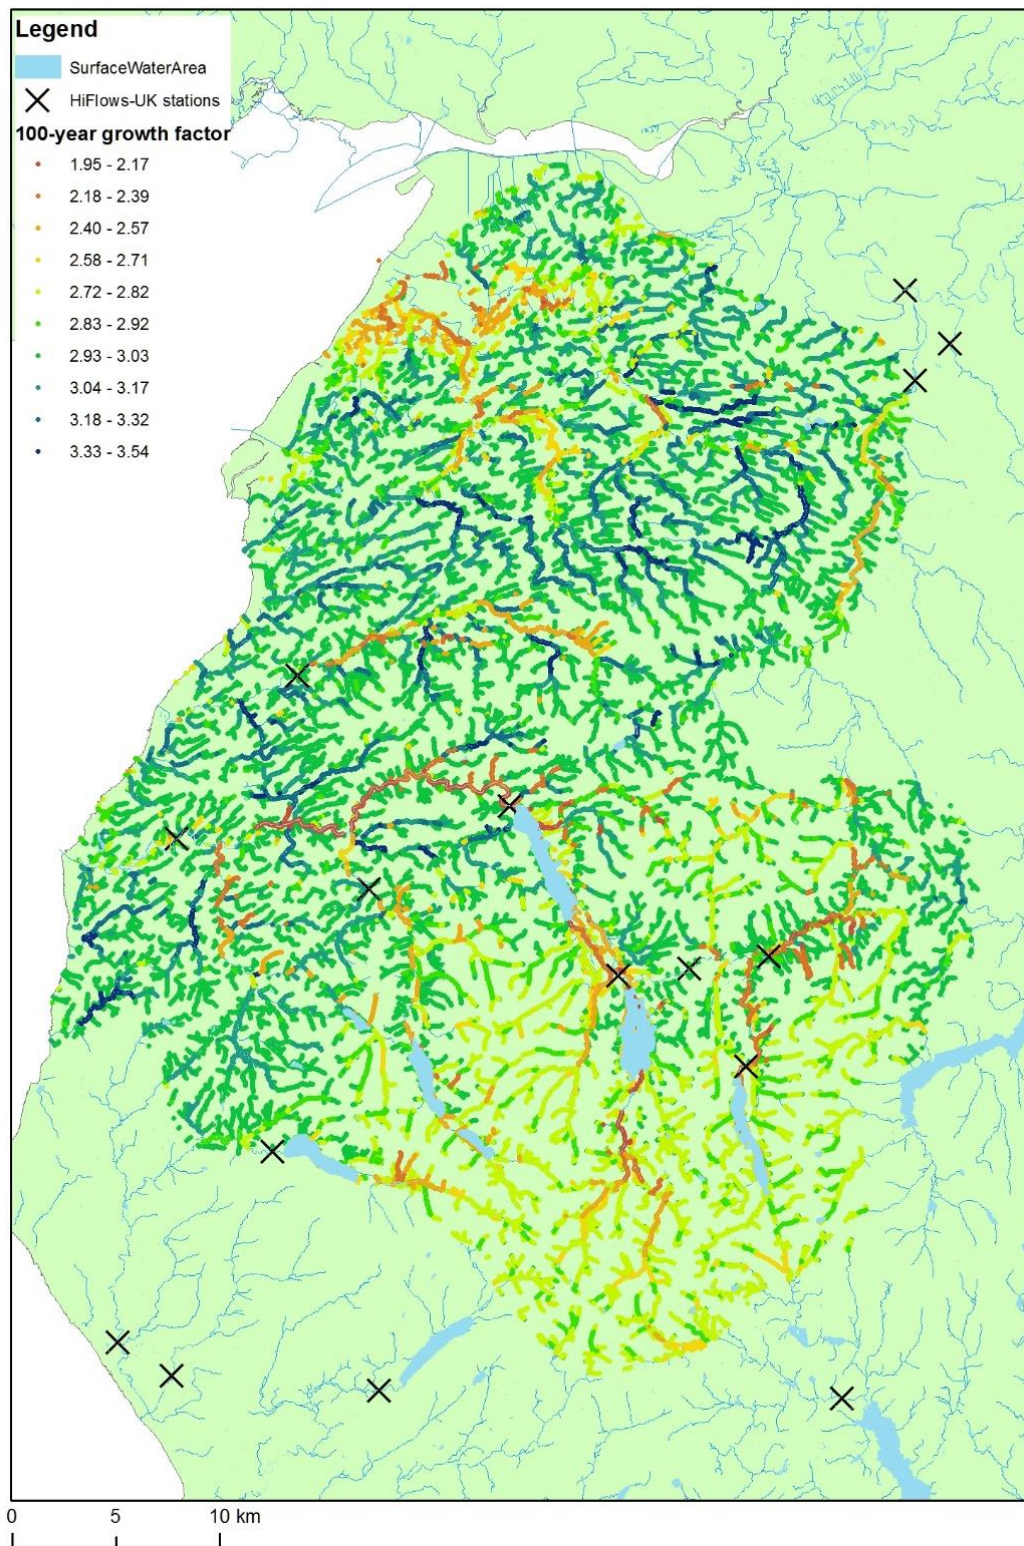 Legend
SurfaceWaterArea
HiFlows-UK stations
100-year growth factor
1.95 - 2.17
2.18 - 2.39
2.40 - 2.57
2.58 - 2.71
2.72 - 2.82
2.83 - 2.92
2.93 - 3.03
3.04 - 3.17
3.18 - 3.32
3.33 - 3.54
0 5 10 km